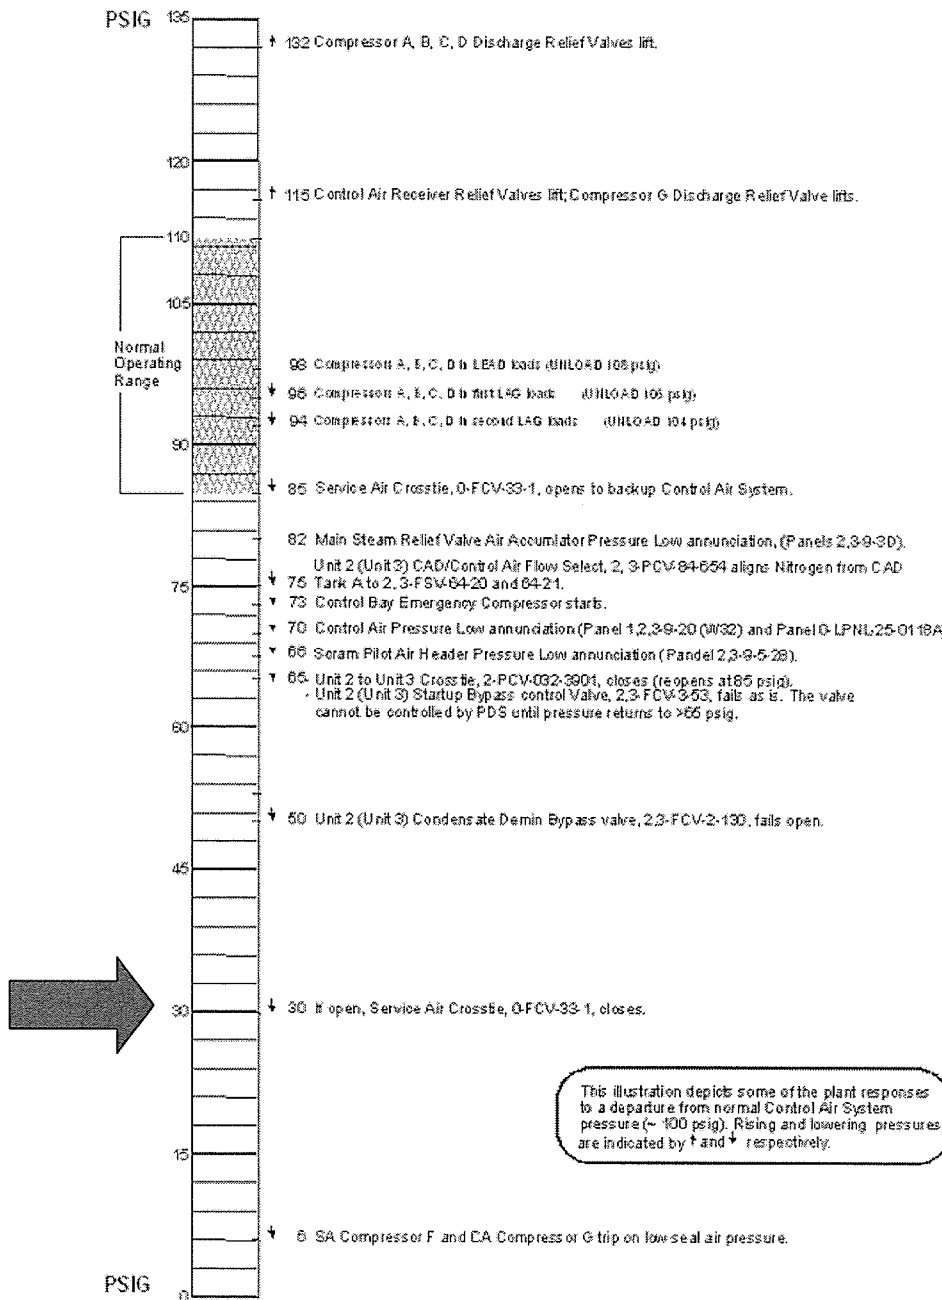 PSIG
135
132 Compressor A, B, C, D Discharge Relief Valves lift.
120
115 Control Air Receiver Relief Valves lift; Compressor G Discharge Relief Valve lifts.
110
105
Normal
Operating
Range
98 Compressors A, B, C, D in LEAD loads (UNLOAD 108 psig)
96 Compressors A, B, C, D in first LAG loads (UNLOAD 106 psig)
94 Compressors A, B, C, D in second LAG loads (UNLOAD 104 psig)
90
85 Service Air Crosstie, 0-FCV-33-1, opens to backup Control Air System.
82 Main Steam Relief Valve Air Accumlator Pressure Low annunciation, (Panels 2,3-9-3D).
Unit 2 (Unit 3) CAD/Control Air Flow Select, 2, 3-PCV-84-654 aligns Nitrogen from CAD
75 Tank A to 2, 3-FSV-64-20 and 64-21.
75
73 Control Bay Emergency Compressor starts.
70 Control Air Pressure Low annunciation (Panel 1,2,3-9-20 (W32) and Panel 0-LPNL-25-0118A)
66 Scram Pilot Air Header Pressure Low annunciation (Pandel 2,3-9-5-28).
65 Unit 2 to Unit 3 Crosstie, 2-PCV-032-3901, closes (reopens at 85 psig).
Unit 2 (Unit 3) Startup Bypass control Valve, 2,3-FCV-3-53, fails as is. The valve
cannot be controlled by PDS until pressure returns to >65 psig.
60
50 Unit 2 (Unit 3) Condensate Demin Bypass valve, 2,3-FCV-2-130, fails open.
45
30
30 If open, Service Air Crosstie, 0-FCV-33-1, closes.
This illustration depicts some of the plant responses
to a departure from normal Control Air System
pressure (~ 100 psig). Rising and lowering pressures
are indicated by ↑ and ↓ respectively.
15
6 SA Compressor F and CA Compressor G trip on low seal air pressure.
PSIG
0